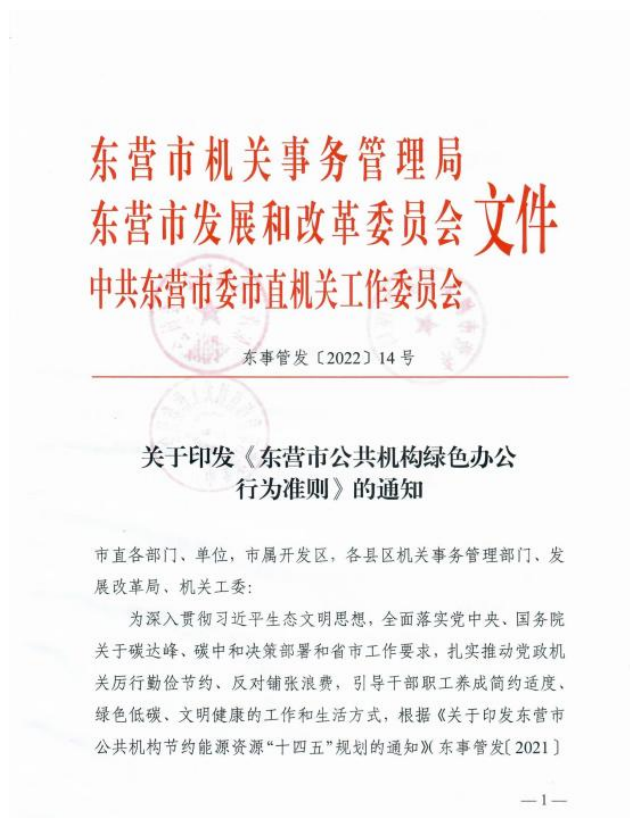 东营市机关事务管理局
东营市发展和改革委员会 文件
中共东营市委市直机关工作委员会
东事管发〔2022〕14号
关于印发《东营市公共机构绿色办公
行为准则》的通知
市直各部门、单位，市属开发区，各县区机关事务管理部门、发
展改革局、机关工委：
为深入贯彻习近平生态文明思想，全面落实党中央、国务院
关于碳达峰、碳中和决策部署和省市工作要求，扎实推动党政机
关厉行勤俭节约、反对铺张浪费，引导干部职工养成简约适度、
绿色低碳、文明健康的工作和生活方式，根据《关于印发东营市
公共机构节约能源资源“十四五”规划的通知》（东事管发〔2021〕
—1—